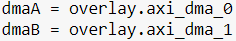 dmaA = overlay.axi_dma_0
dmaB = overlay.axi_dma_1